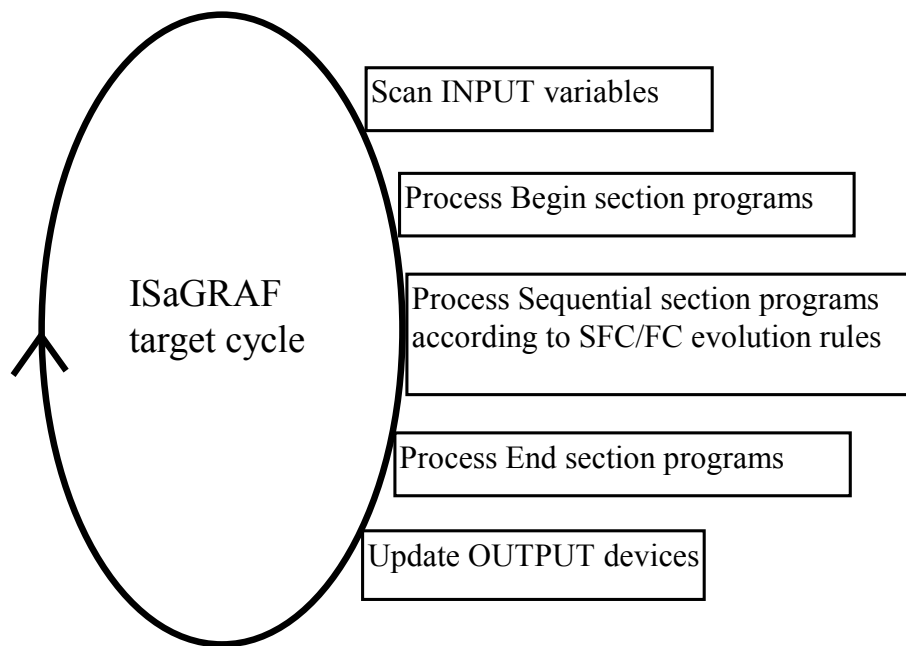 Scan INPUT variables
Process Begin section programs
ISaGRAF
target cycle
Process Sequential section programs
according to SFC/FC evolution rules
Process End section programs
Update OUTPUT devices